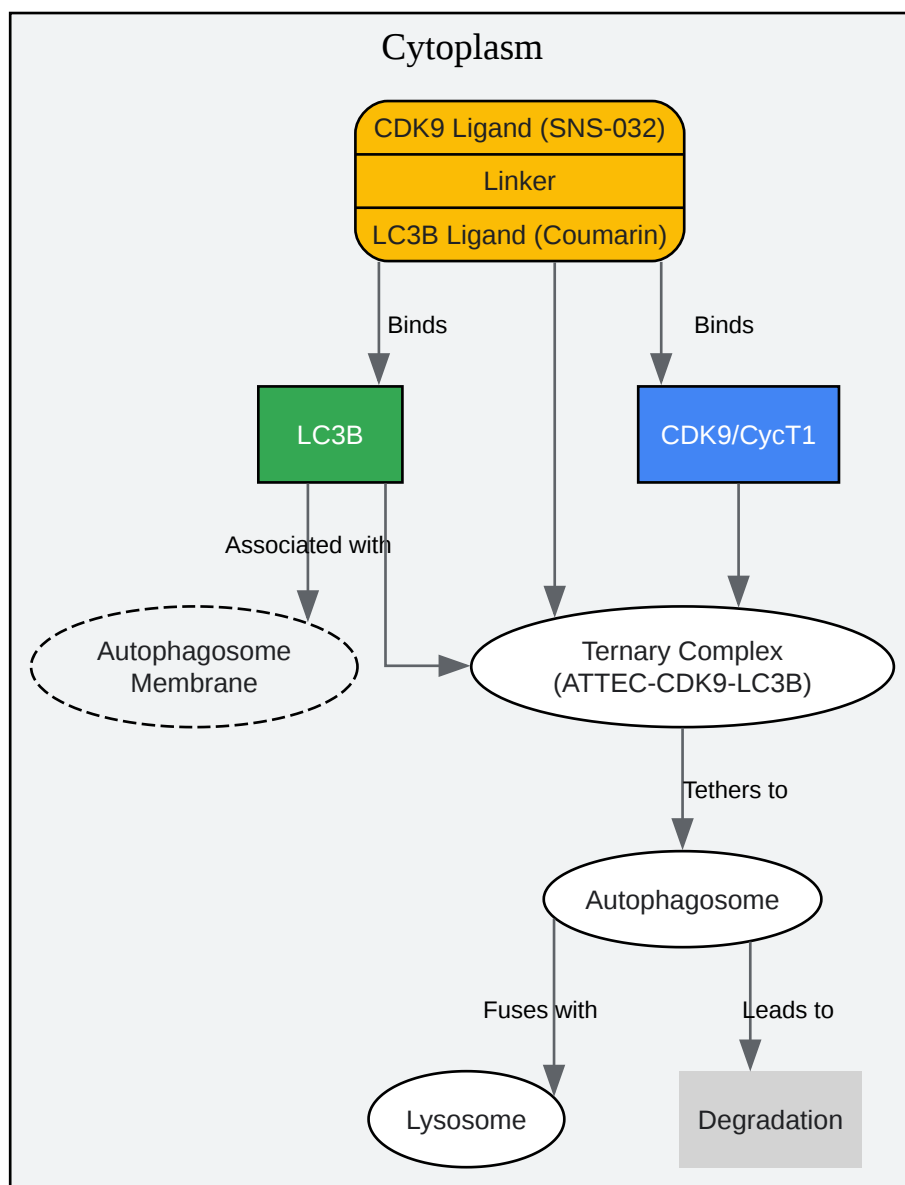 Cytoplasm
CDK9 Ligand (SNS-032)
Linker
LC3B Ligand (Coumarin)
Binds
Binds
LC3B
CDK9/CycT1
Associated with
Autophagosome
Membrane
Ternary Complex
(ATTEC-CDK9-LC3B)
Tethers to
Autophagosome
Fuses with
Leads to
Lysosome
Degradation